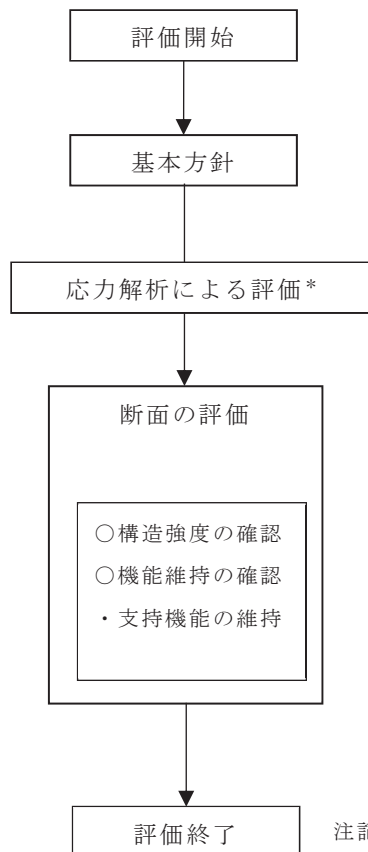 評価開始
基本方針
応力解析による評価*
断面の評価
○構造強度の確認
○機能維持の確認
・支持機能の維持
評価終了
注記